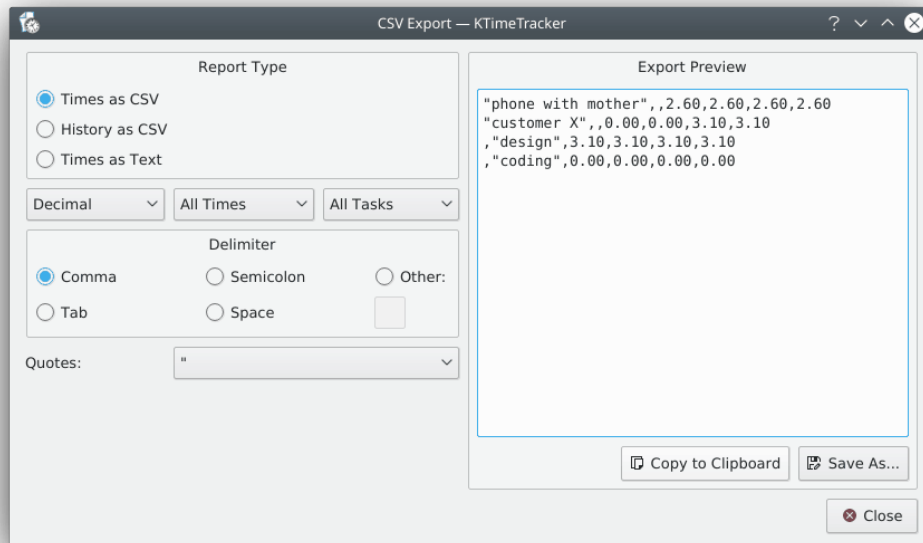 CSV Export — KTimeTracker
Report Type
Times as CSV
History as CSV
Times as Text
Decimal
All Times
All Tasks
Delimiter
Comma
Semicolon
Other:
Tab
Space
Quotes:
"
Export Preview
"phone with mother",,2.60,2.60,2.60,2.60
"customer X",,0.00,0.00,3.10,3.10
,"design",3.10,3.10,3.10,3.10
,"coding",0.00,0.00,0.00,0.00
Copy to Clipboard
Save As...
Close